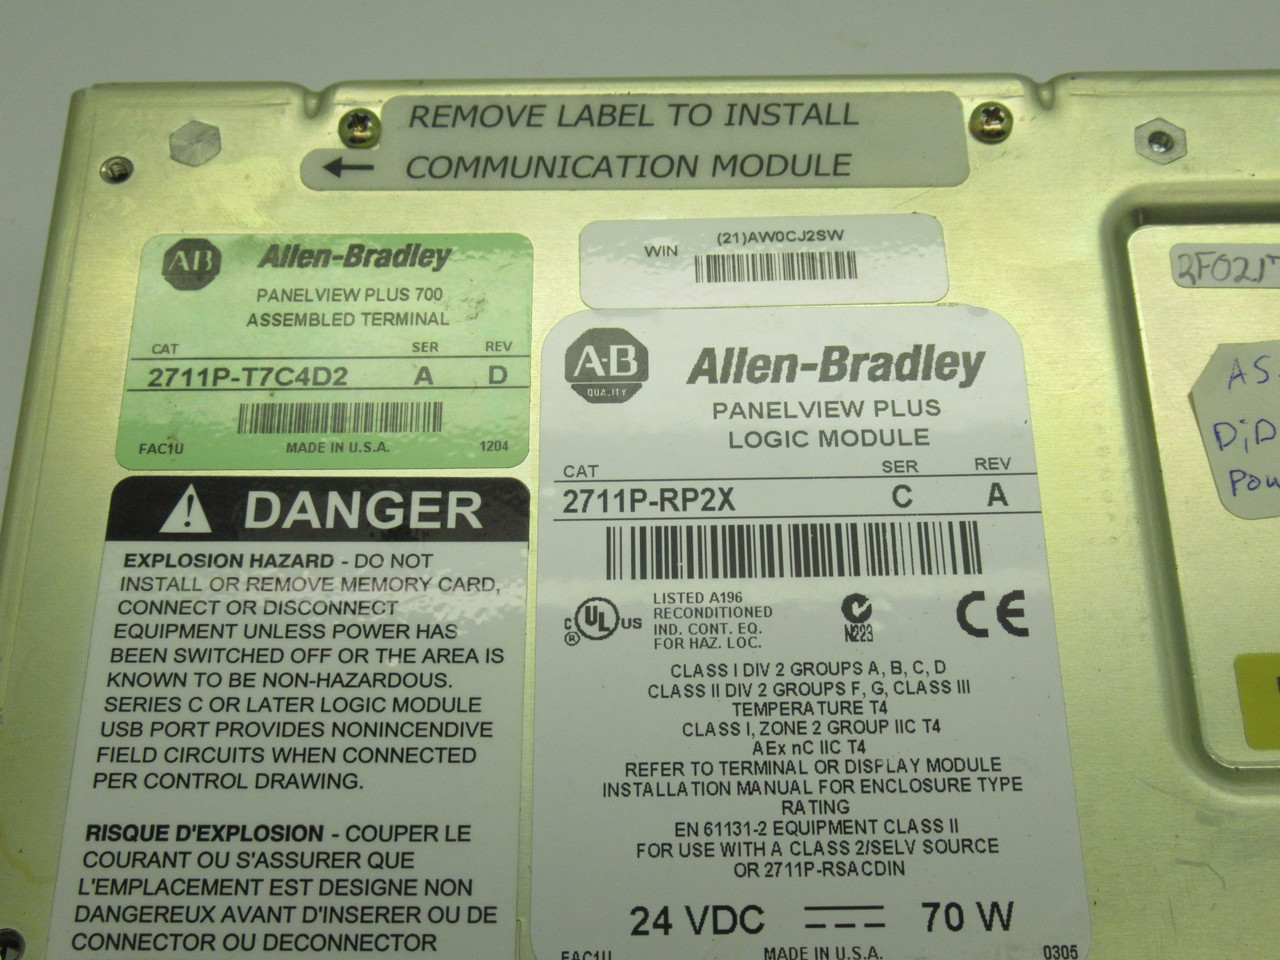 REMOVE LABEL TO INSTALL
COMMUNICATION MODULE
AB Allen-Bradley
PANELVIEW PLUS 700
ASSEMBLED TERMINAL
CAT SER REV
2711P-T7C4D2 A D
FAC1U MADE IN U.S.A. 1204
WIN (21)AW0CJ2SW
A-B QUALITY Allen-Bradley
PANELVIEW PLUS
LOGIC MODULE
CAT SER REV
2711P-RP2X C A
c UL US
R
LISTED A196
RECONDITIONED
IND. CONT. EQ.
FOR HAZ. LOC.
N223
CE
CLASS I DIV 2 GROUPS A, B, C, D
CLASS II DIV 2 GROUPS F, G, CLASS III
TEMPERATURE T4
CLASS I, ZONE 2 GROUP IIC T4
AEx nC IIC T4
REFER TO TERMINAL OR DISPLAY MODULE
INSTALLATION MANUAL FOR ENCLOSURE TYPE
RATING
EN 61131-2 EQUIPMENT CLASS II
FOR USE WITH A CLASS 2/SELV SOURCE
OR 2711P-RSACDIN
24 VDC 70 W
FAC1U MADE IN U.S.A. 0305
DANGER
EXPLOSION HAZARD - DO NOT
INSTALL OR REMOVE MEMORY CARD,
CONNECT OR DISCONNECT
EQUIPMENT UNLESS POWER HAS
BEEN SWITCHED OFF OR THE AREA IS
KNOWN TO BE NON-HAZARDOUS.
SERIES C OR LATER LOGIC MODULE
USB PORT PROVIDES NONINCENDIVE
FIELD CIRCUITS WHEN CONNECTED
PER CONTROL DRAWING.
RISQUE D'EXPLOSION - COUPER LE
COURANT OU S'ASSURER QUE
L'EMPLACEMENT EST DESIGNE NON
DANGEREUX AVANT D'INSERER OU DE
CONNECTOR OU DECONNECTOR
2F021
AS
DiD
Pow